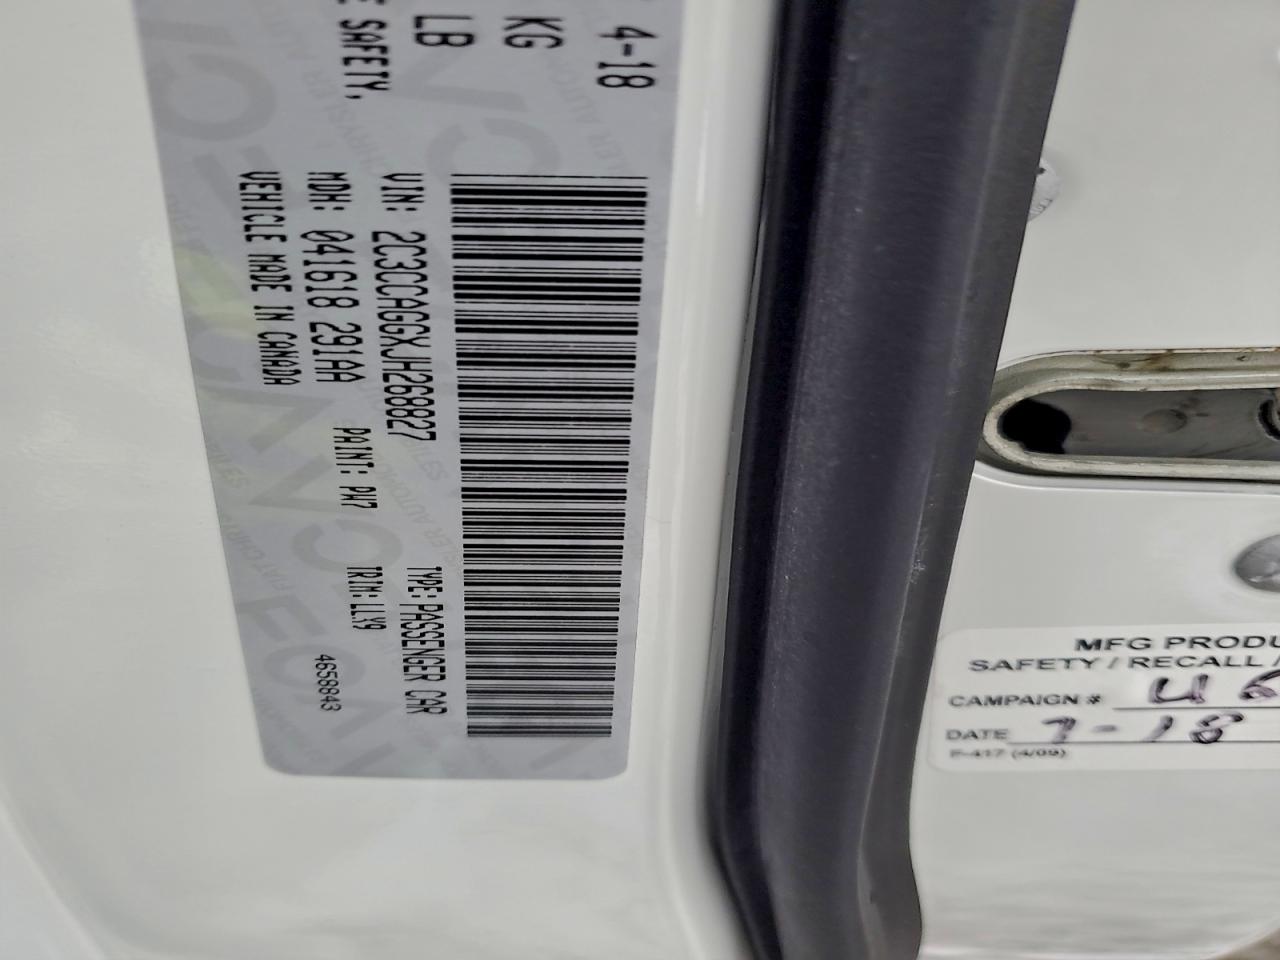 4-18
KG
LB
E SAFETY,
VIN: 2C3CCAGGXJH268827
TYPE: PASSENGER CAR
MDH: 041618 291AA
PAINT: PW7
TRIM: LLX9
VEHICLE MADE IN CANADA
4658843
MFG PRODU
SAFETY / RECALL /
CAMPAIGN # U6
DATE 7-18
P-417 (4/09)